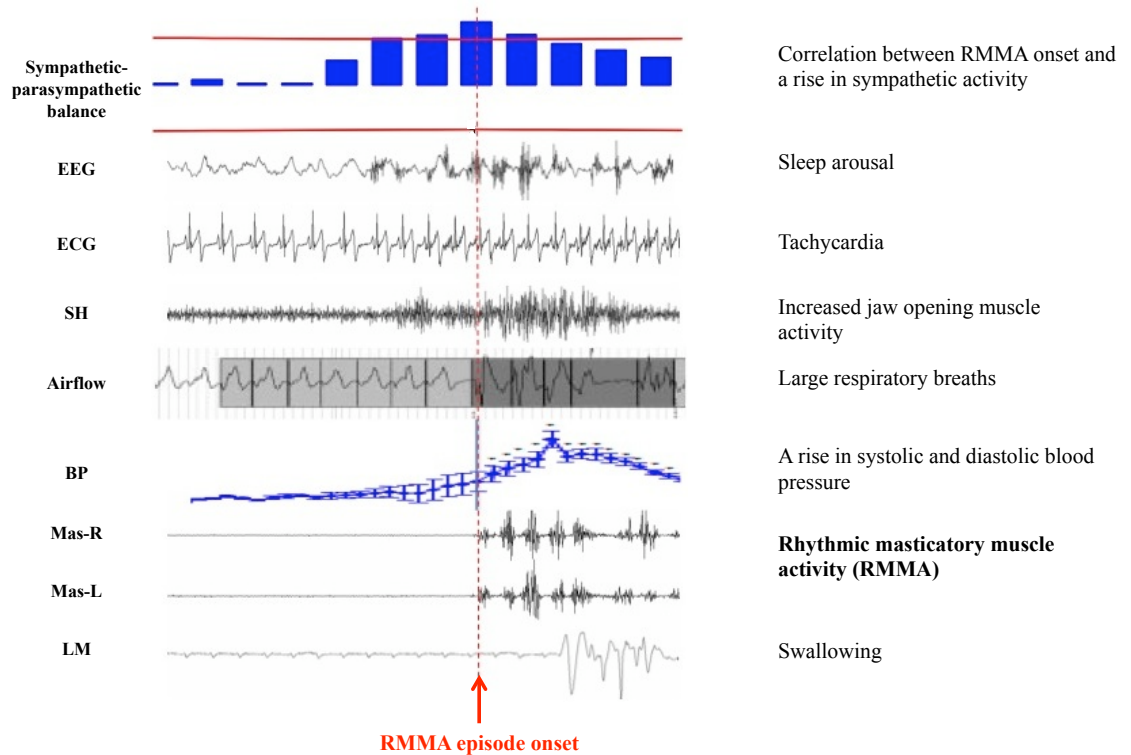 Sympathetic-
parasympathetic
balance
Correlation between RMMA onset and
a rise in sympathetic activity
EEG
Sleep arousal
ECG
Tachycardia
SH
Increased jaw opening muscle
activity
Airflow
Large respiratory breaths
BP
A rise in systolic and diastolic blood
pressure
Mas-R
Rhythmic masticatory muscle
activity (RMMA)
Mas-L
LM
Swallowing
RMMA episode onset